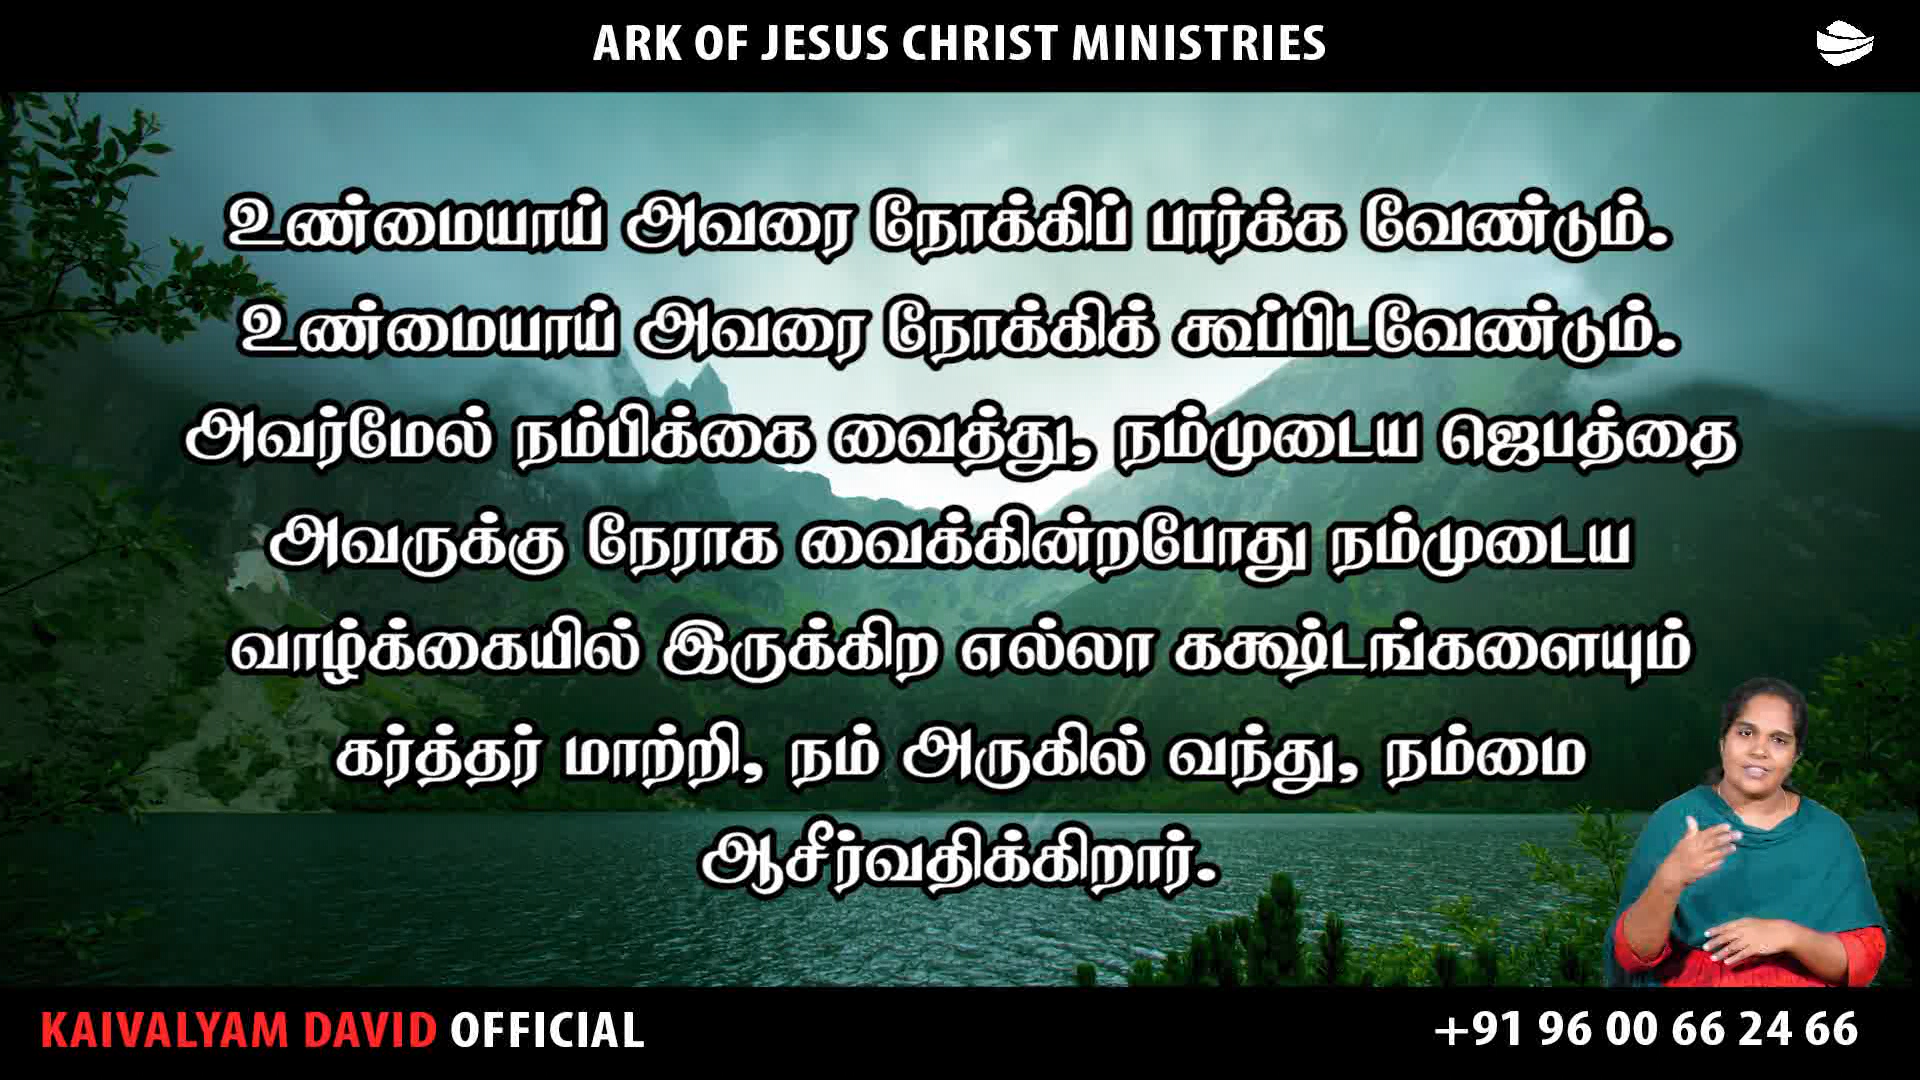 ARK OF JESUS CHRIST MINISTRIES
உண்மையாய் அவரை நோக்கிப் பார்க்க வேண்டும்.
உண்மையாய் அவரை நோக்கிக் கூப்பிடவேண்டும்.
அவர்மேல் நம்பிக்கை வைத்து, நம்முடைய ஜெபத்தை
அவருக்கு நேராக வைக்கின்றபோது நம்முடைய
வாழ்க்கையில் இருக்கிற எல்லா கக்ஷ்டங்களையும்
கர்த்தர் மாற்றி, நம் அருகில் வந்து, நம்மை
ஆசீர்வதிக்கிறார்.
KAIVALYAM DAVID OFFICIAL
+91 96 00 66 24 66